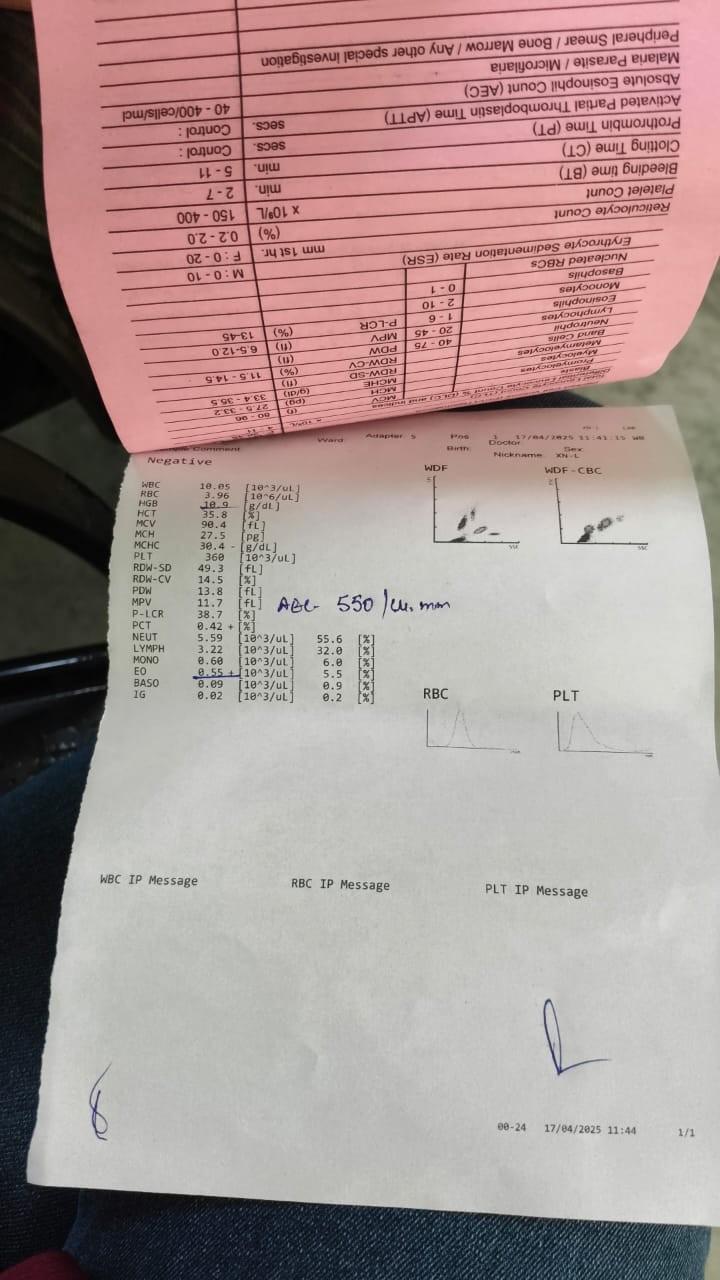 Peripheral Smear / Bone Marrow / Any other special Investigation
Malaria Parasite / Microfilaria
Absolute Eosinophil Count (AEC) 40 - 400/cells/mcl
Activated Partial Thromboplastin Time (APTT) secs. Control :
Prothrombin Time (PT) secs. Control :
Clotting Time (CT) min. 5 - 11
Bleeding time (BT) min. 2 - 7
Platelet Count x 10⁹/L 150 - 400
Reticulocyte Count (%) 0.2 - 2.0
Erythrocyte Sedimentation Rate (ESR) mm 1st hr. F : 0 - 20
M : 0 - 10
Nucleated RBCs
Basophils 0 - 1
Monocytes 2 - 10
Eosinophils 1 - 6
Lymphocytes 20 - 45
Neutrophil 40 - 75
Band Cells
Metamyelocytes
Myelocytes
Promyelocytes
P-LCR (%) 13-45
MPV (fl) 6.5-12.0
PDW (fl)
RDW-CV (%) 11.5 - 14.5
RDW-SD (fl)
MCHC (g/dl) 33.4 - 35.5
MCH (pg) 27.5 - 33.2
MCV (f) 80 - 96
Comment Ward: Adapter 5 Pos 1 17/04/2025 11:41:15
Birth: Doctor Sex
Nickname: XN-L
Negative
WBC 10.05 [10^3/uL]
RBC 3.96 [10^6/uL]
HGB 10.9 [g/dL]
HCT 35.8 [%]
MCV 90.4 [fL]
MCH 27.5 [pg]
MCHC 30.4 - [g/dL]
PLT 360 [10^3/uL]
RDW-SD 49.3 [fL]
RDW-CV 14.5 [%]
PDW 13.8 [fL]
MPV 11.7 [fL]
P-LCR 38.7 [%]
PCT 0.42 + [%]
AEC- 550 /cu.mm
NEUT 5.59 [10^3/uL] 55.6 [%]
LYMPH 3.22 [10^3/uL] 32.0 [%]
MONO 0.60 [10^3/uL] 6.0 [%]
EO 0.55 + [10^3/uL] 5.5 [%]
BASO 0.09 [10^3/uL] 0.9 [%]
IG 0.02 [10^3/uL] 0.2 [%]
WDF WDF-CBC
RBC PLT
WBC IP Message RBC IP Message PLT IP Message
00-24 17/04/2025 11:44 1/1